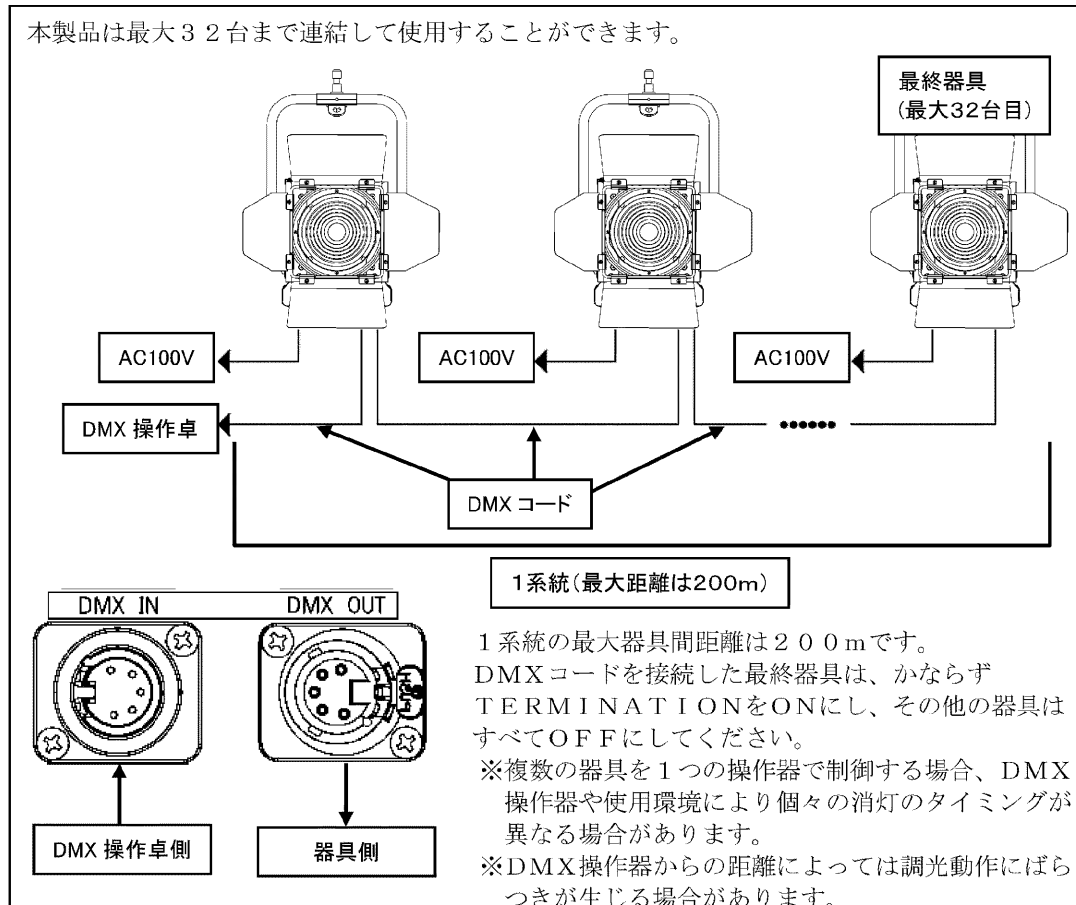 本製品は最大３２台まで連結して使用することができます。
最終器具
(最大32台目)
AC100V
AC100V
AC100V
DMX 操作卓
DMX コード
1系統(最大距離は200m)
DMX IN
DMX OUT
PUSH
DMX 操作卓側
器具側
１系統の最大器具間距離は２００ｍです。
ＤＭＸコードを接続した最終器具は、かならず
ＴＥＲＭＩＮＡＴＩＯＮをＯＮにし、その他の器具は
すべてＯＦＦにしてください。
※複数の器具を１つの操作器で制御する場合、ＤＭＸ
操作器や使用環境により個々の消灯のタイミングが
異なる場合があります。
※ＤＭＸ操作器からの距離によっては調光動作にばら
つきが生じる場合があります。